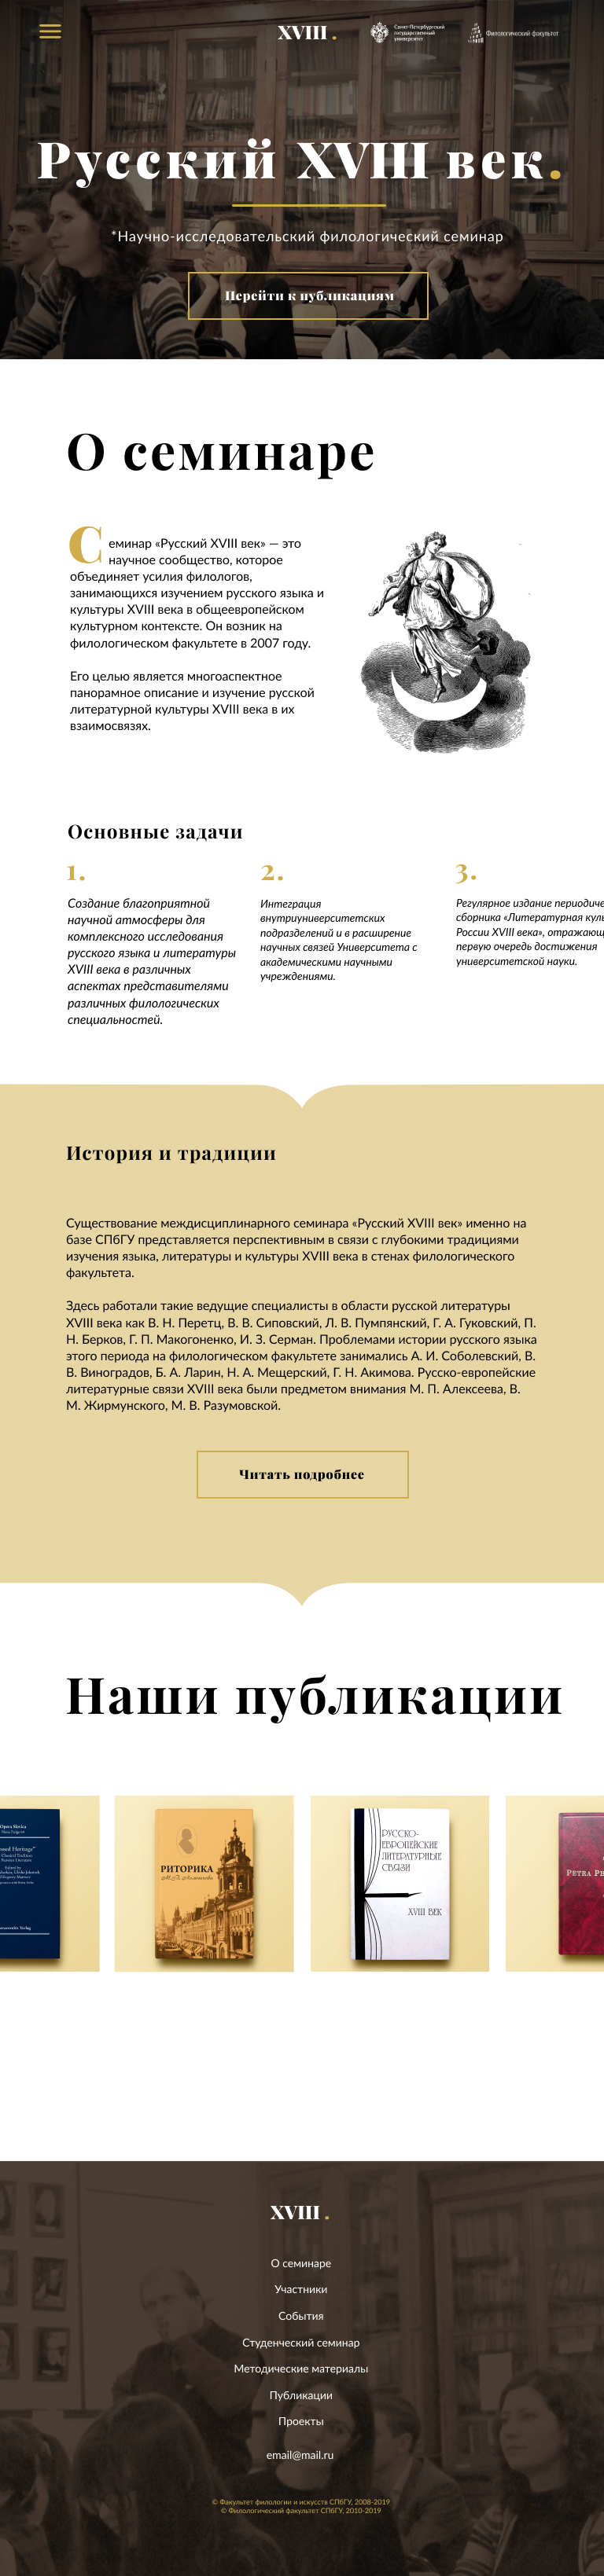 XVIII .
Санкт-Петербургский
государственный
университет
Филологический факультет
Русский XVIII век.
*Научно-исследовательский филологический семинар
Перейти к публикациям
О семинаре
Семинар «Русский XVIII век» — это
научное сообщество, которое
объединяет усилия филологов,
занимающихся изучением русского языка и
культуры XVIII века в общеевропейском
культурном контексте. Он возник на
филологическом факультете в 2007 году.
Его целью является многоаспектное
панорамное описание и изучение русской
литературной культуры XVIII века в их
взаимосвязях.
Основные задачи
1.
Создание благоприятной
научной атмосферы для
комплексного исследования
русского языка и литературы
XVIII века в различных
аспектах представителями
различных филологических
специальностей.
2.
Интеграция
внутриуниверситетских
подразделений и в расширение
научных связей Университета с
академическими научными
учреждениями.
3.
Регулярное издание периодиче
сборника «Литературная куль
России XVIII века», отражающ
первую очередь достижения
университетской науки.
История и традиции
Существование междисциплинарного семинара «Русский XVIII век» именно на
базе СПбГУ представляется перспективным в связи с глубокими традициями
изучения языка, литературы и культуры XVIII века в стенах филологического
факультета.
Здесь работали такие ведущие специалисты в области русской литературы
XVIII века как В. Н. Перетц, В. В. Сиповский, Л. В. Пумпянский, Г. А. Гуковский, П.
Н. Берков, Г. П. Макогоненко, И. З. Серман. Проблемами истории русского языка
этого периода на филологическом факультете занимались А. И. Соболевский, В.
В. Виноградов, Б. А. Ларин, Н. А. Мещерский, Г. Н. Акимова. Русско-европейские
литературные связи XVIII века были предметом внимания М. П. Алексеева, В.
М. Жирмунского, М. В. Разумовской.
Читать подробнее
Наши публикации
Opera Slavica
Heritage"
РИТОРИКА
РУССКО-
ЕВРОПЕЙСКИЕ
ЛИТЕРАТУРНЫЕ
СВЯЗИ
XVIII ВЕК
XVIII .
О семинаре
Участники
События
Студенческий семинар
Методические материалы
Публикации
Проекты
email@mail.ru
© Факультет филологии и искусств СПбГУ, 2008-2019
© Филологический факультет СПбГУ, 2010-2019